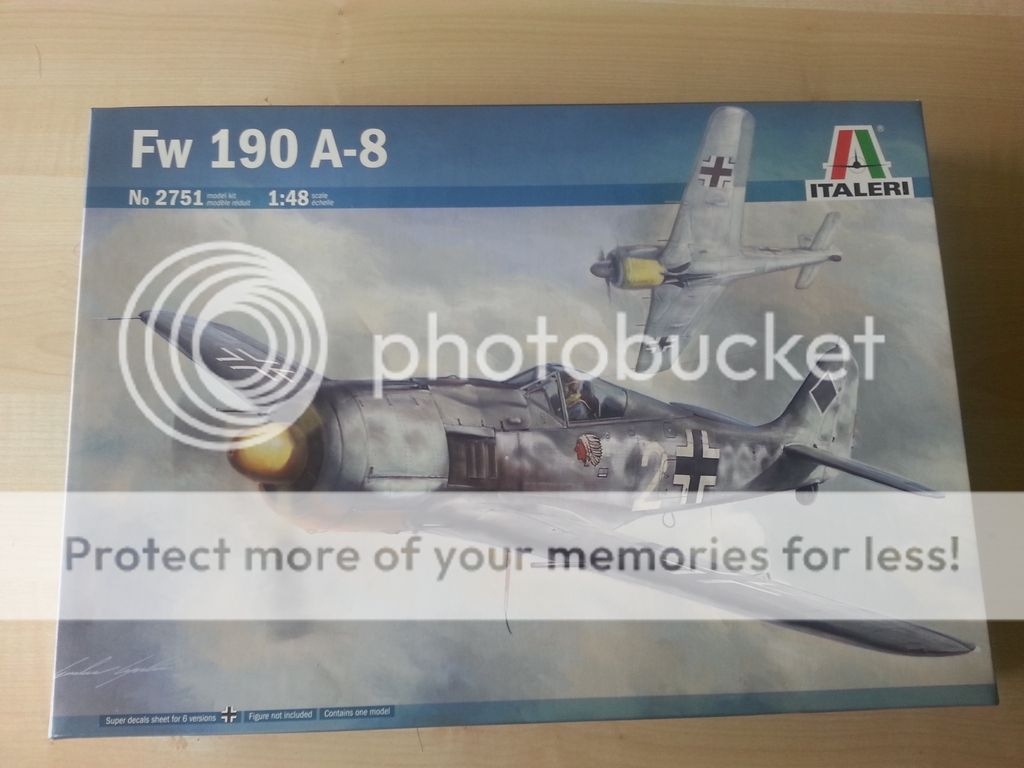 Fw 190 A-8
No 2751 model kit
modèle réduit
1:48 scale
échelle
ITALERI
®
photobucket
2
Protect more of your memories for less!
Super decals sheet for 6 versions
Figure not included
Contains one model